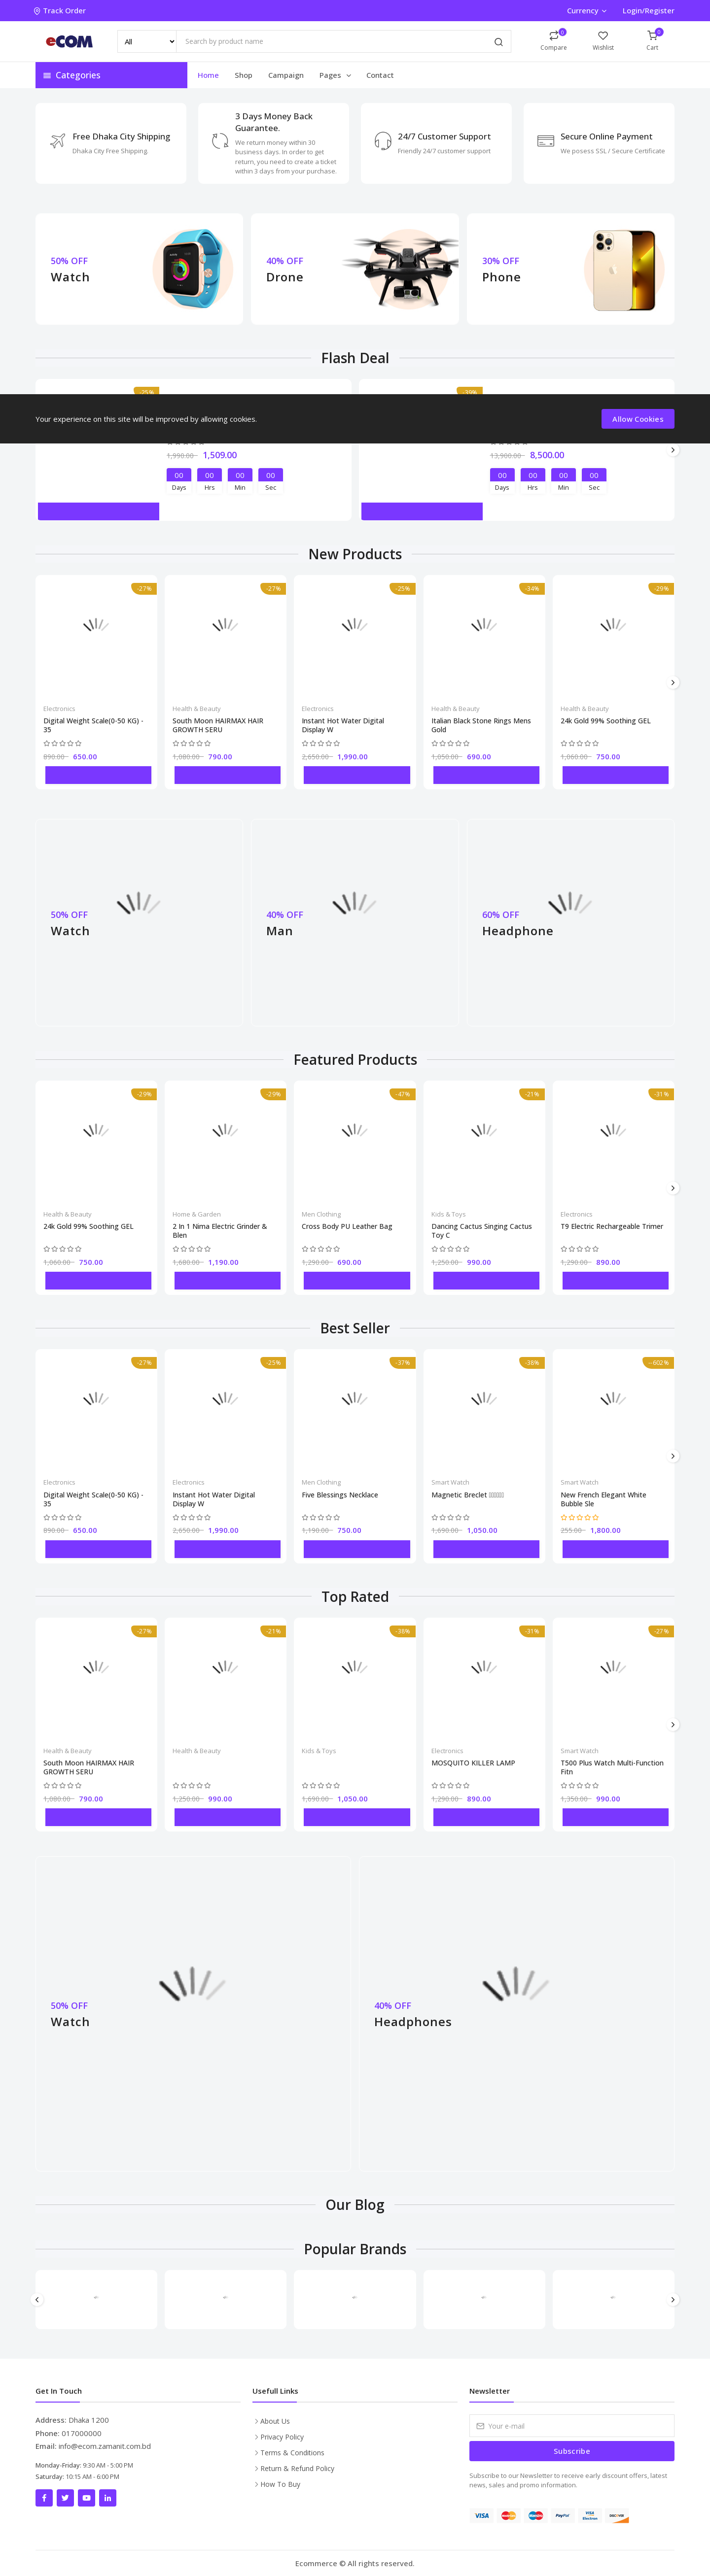 Track Order
Currency
Login/Register
eCOM
All
Search by product name
0
Compare
Wishlist
0
Cart
Categories
Home
Shop
Campaign
Pages
Contact
Free Dhaka City Shipping
Dhaka City Free Shipping.
3 Days Money Back
Guarantee.
We return money within 30
business days. In order to get
return, you need to create a ticket
within 3 days from your purchase.
24/7 Customer Support
Friendly 24/7 customer support
Secure Online Payment
We posess SSL / Secure Certificate
50% OFF
Watch
40% OFF
Drone
30% OFF
Phone
Flash Deal
-25%
-39%
Your experience on this site will be improved by allowing cookies.
Allow Cookies
1,990.00 1,509.00
00 00 00 00
Days Hrs Min Sec
13,900.00 8,500.00
00 00 00 00
Days Hrs Min Sec
New Products
-27%
Electronics
Digital Weight Scale(0-50 KG) -
35
890.00 650.00
-27%
Health & Beauty
South Moon HAIRMAX HAIR
GROWTH SERU
1,080.00 790.00
-25%
Electronics
Instant Hot Water Digital
Display W
2,650.00 1,990.00
-34%
Health & Beauty
Italian Black Stone Rings Mens
Gold
1,050.00 690.00
-29%
Health & Beauty
24k Gold 99% Soothing GEL
1,060.00 750.00
50% OFF
Watch
40% OFF
Man
60% OFF
Headphone
Featured Products
-29%
Health & Beauty
24k Gold 99% Soothing GEL
1,060.00 750.00
-29%
Home & Garden
2 In 1 Nima Electric Grinder &
Blen
1,680.00 1,190.00
-47%
Men Clothing
Cross Body PU Leather Bag
1,290.00 690.00
-21%
Kids & Toys
Dancing Cactus Singing Cactus
Toy C
1,250.00 990.00
-31%
Electronics
T9 Electric Rechargeable Trimer
1,290.00 890.00
Best Seller
-27%
Electronics
Digital Weight Scale(0-50 KG) -
35
890.00 650.00
-25%
Electronics
Instant Hot Water Digital
Display W
2,650.00 1,990.00
-37%
Men Clothing
Five Blessings Necklace
1,190.00 750.00
-38%
Smart Watch
Magnetic Breclet
1,690.00 1,050.00
--602%
Smart Watch
New French Elegant White
Bubble Sle
255.00 1,800.00
Top Rated
-27%
Health & Beauty
South Moon HAIRMAX HAIR
GROWTH SERU
1,080.00 790.00
-21%
Health & Beauty
1,250.00 990.00
-38%
Kids & Toys
1,690.00 1,050.00
-31%
Electronics
MOSQUITO KILLER LAMP
1,290.00 890.00
-27%
Smart Watch
T500 Plus Watch Multi-Function
Fitn
1,350.00 990.00
50% OFF
Watch
40% OFF
Headphones
Our Blog
Popular Brands
Get In Touch
Address: Dhaka 1200
Phone: 017000000
Email: info@ecom.zamanit.com.bd
Monday-Friday: 9:30 AM - 5:00 PM
Saturday: 10:15 AM - 6:00 PM
Usefull Links
About Us
Privacy Policy
Terms & Conditions
Return & Refund Policy
How To Buy
Newsletter
Your e-mail
Subscribe
Subscribe to our Newsletter to receive early discount offers, latest
news, sales and promo information.
VISA
MasterCard
Maestro
PayPal
VISA
Electron
DISCOVER
Ecommerce © All rights reserved.